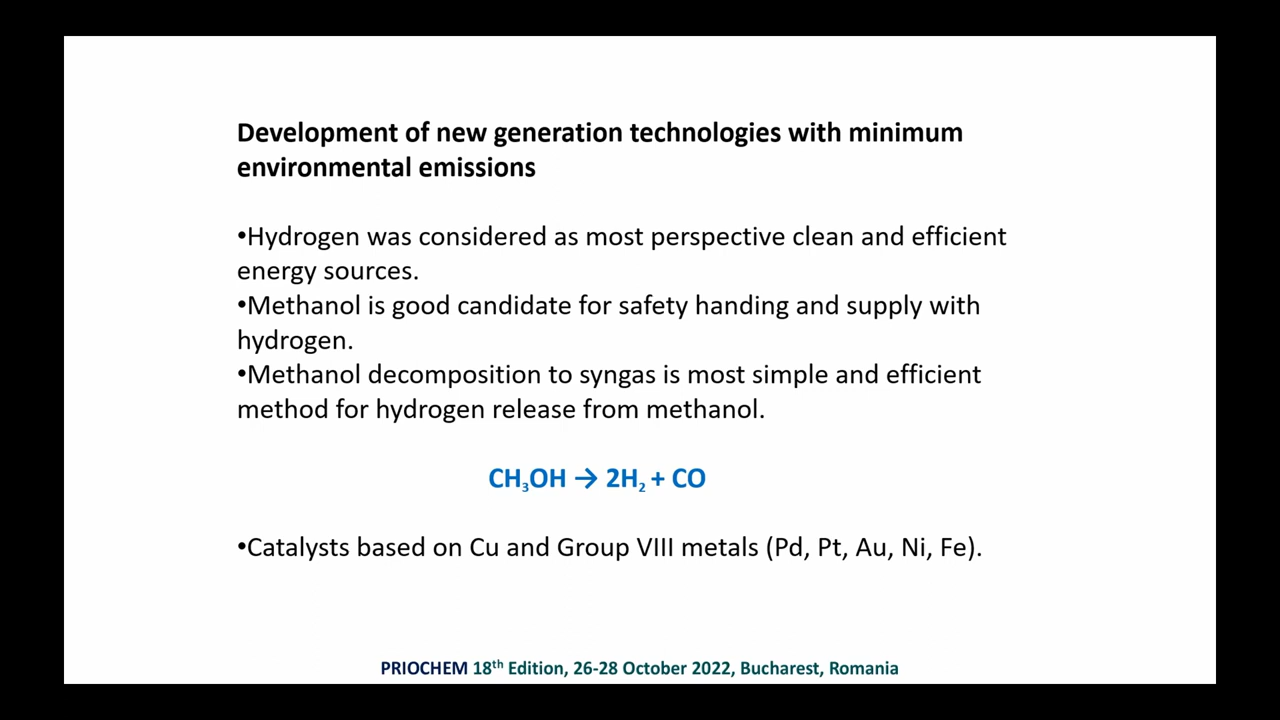 Development of new generation technologies with minimum
environmental emissions
•Hydrogen was considered as most perspective clean and efficient
energy sources.
•Methanol is good candidate for safety handing and supply with
hydrogen.
•Methanol decomposition to syngas is most simple and efficient
method for hydrogen release from methanol.
CH₃OH → 2H₂ + CO
•Catalysts based on Cu and Group VIII metals (Pd, Pt, Au, Ni, Fe).
PRIOCHEM 18th Edition, 26-28 October 2022, Bucharest, Romania